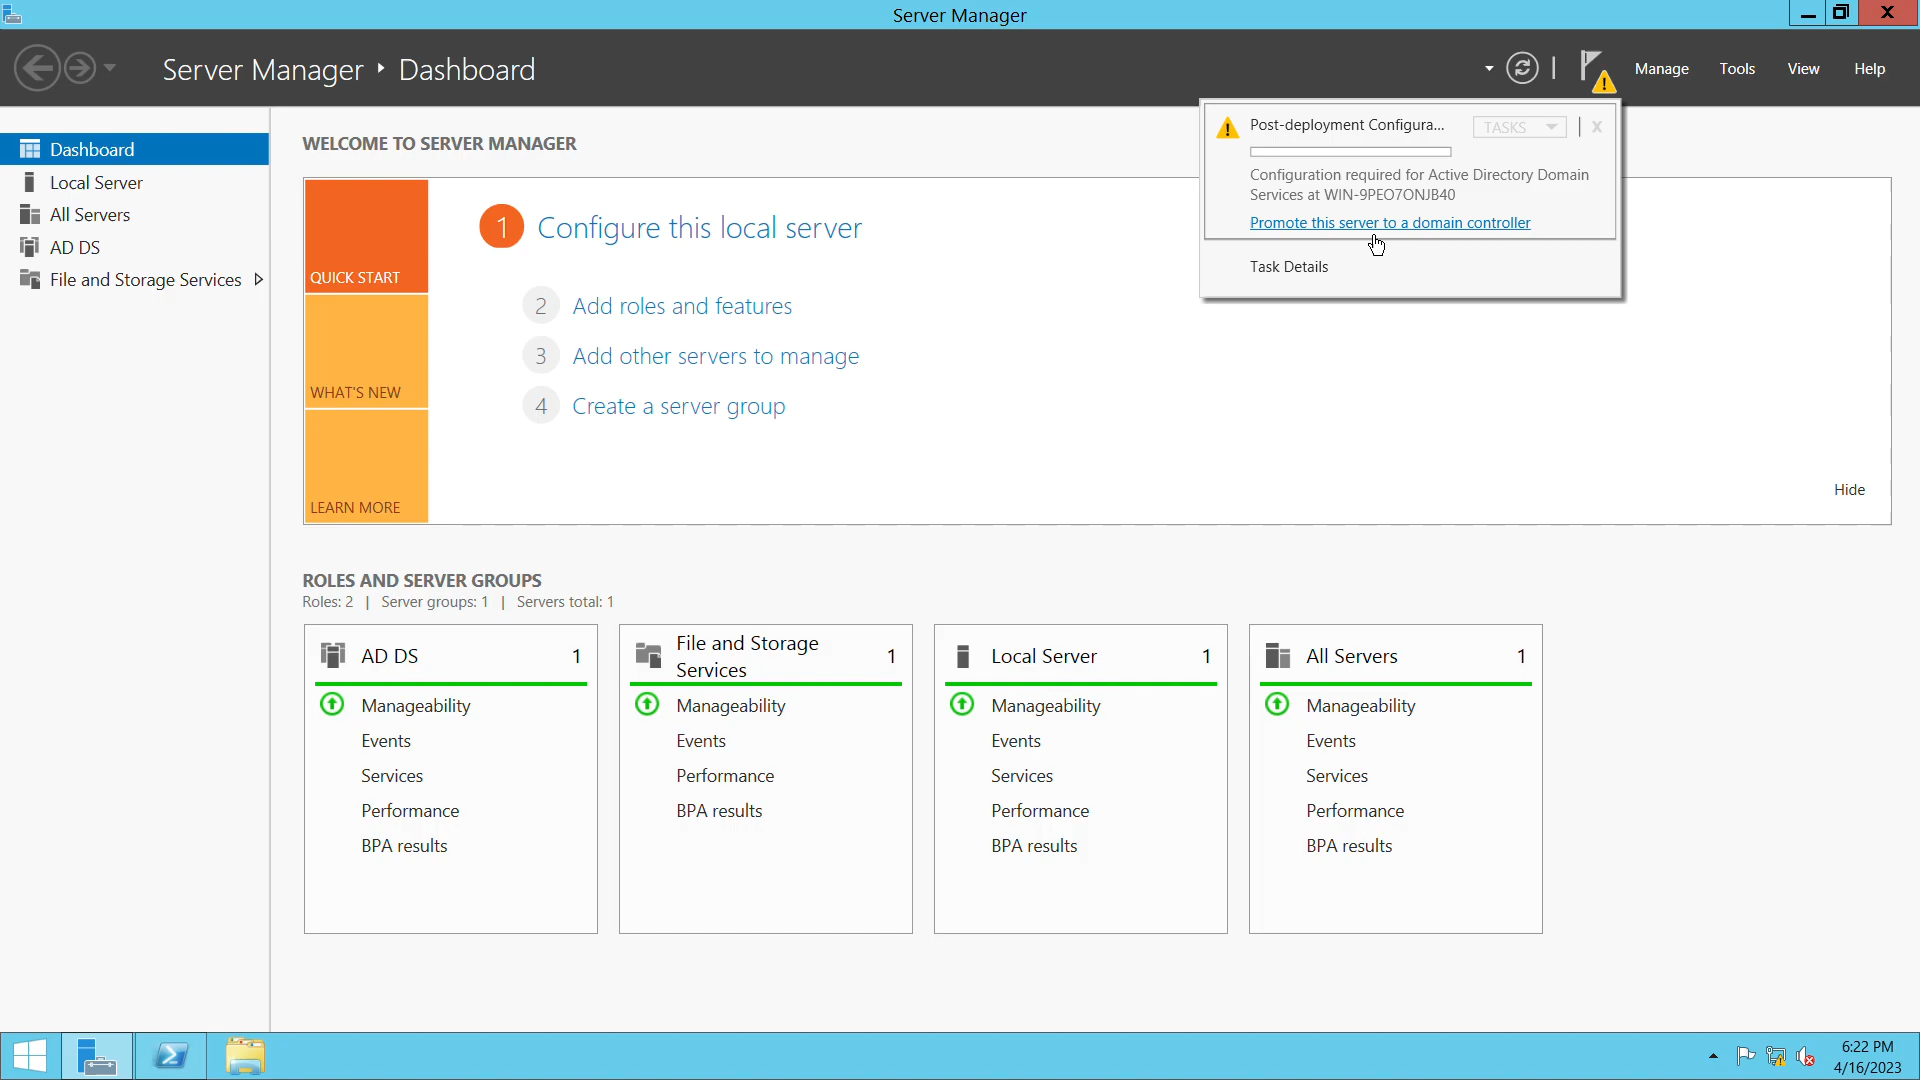 Server Manager
Server Manager ‣ Dashboard
Manage
Tools
View
Help
Post-deployment Configura...
TASKS
x
Configuration required for Active Directory Domain
Services at WIN-9PEO7ONJB40
Promote this server to a domain controller
Task Details
Dashboard
Local Server
All Servers
AD DS
File and Storage Services
WELCOME TO SERVER MANAGER
QUICK START
WHAT'S NEW
LEARN MORE
1 Configure this local server
2 Add roles and features
3 Add other servers to manage
4 Create a server group
Hide
ROLES AND SERVER GROUPS
Roles: 2 | Server groups: 1 | Servers total: 1
AD DS 1
Manageability
Events
Services
Performance
BPA results
File and Storage
Services 1
Manageability
Events
Performance
BPA results
Local Server 1
Manageability
Events
Services
Performance
BPA results
All Servers 1
Manageability
Events
Services
Performance
BPA results
6:22 PM
4/16/2023